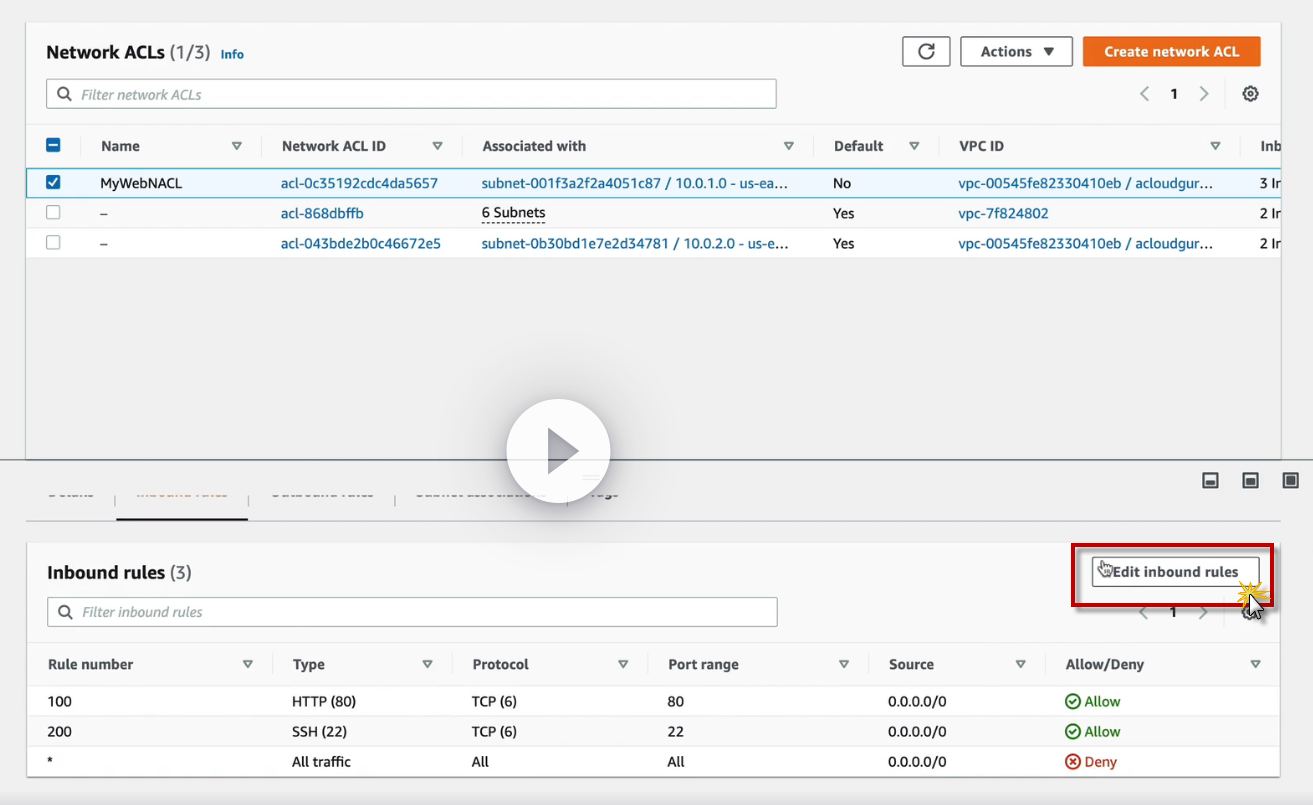 Network ACLs (1/3) Info
Actions
Create network ACL
Filter network ACLs
1
Name Network ACL ID Associated with Default VPC ID Inb
MyWebNACL acl-0c35192cdc4da5657 subnet-001f3a2f2a4051c87 / 10.0.1.0 - us-ea... No vpc-00545fe82330410eb / acloudgur... 3 In
– acl-868dbffb 6 Subnets Yes vpc-7f824802 2 In
– acl-043bde2b0c46672e5 subnet-0b30bd1e7e2d34781 / 10.0.2.0 - us-e... Yes vpc-00545fe82330410eb / acloudgur... 2 In
Inbound rules (3)
Edit inbound rules
Filter inbound rules
1
Rule number Type Protocol Port range Source Allow/Deny
100 HTTP (80) TCP (6) 80 0.0.0.0/0 Allow
200 SSH (22) TCP (6) 22 0.0.0.0/0 Allow
* All traffic All All 0.0.0.0/0 Deny